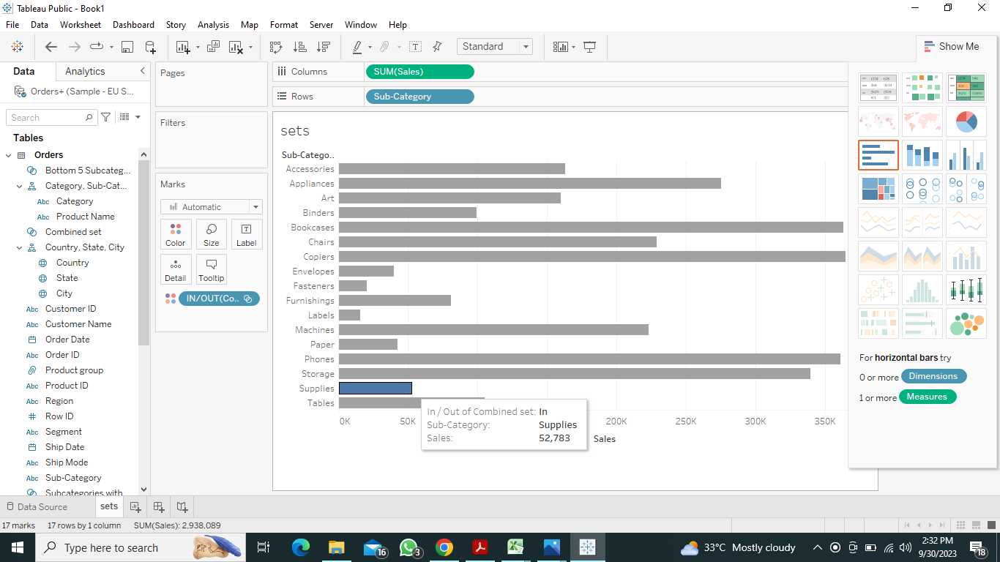 Tableau Public - Book1
File Data Worksheet Dashboard Story Analysis Map Format Server Window Help
Standard
Show Me
Data Analytics
Pages
Columns SUM(Sales)
Orders+ (Sample - EU S...
Rows Sub-Category
Search
Filters
Tables
sets
Orders
Bottom 5 Subcateg...
Category, Sub-Cat...
Abc Category
Abc Product Name
Combined set
Country, State, City
Country
State
City
Abc Customer ID
Abc Customer Name
Order Date
Abc Order ID
Product group
Abc Product ID
Abc Region
Row ID
Abc Segment
Ship Date
Abc Ship Mode
Abc Sub-Category
Subcategories with
Marks
Automatic
Color Size Label
Detail Tooltip
IN/OUT(Co..
Sub-Catego..
Accessories
Appliances
Art
Binders
Bookcases
Chairs
Copiers
Envelopes
Fasteners
Furnishings
Labels
Machines
Paper
Phones
Storage
Supplies
Tables
0K 50K 200K 250K 300K 350K
Sales
In / Out of Combined set: In
Sub-Category: Supplies
Sales: 52,783
For horizontal bars try
0 or more Dimensions
1 or more Measures
Data Source sets
17 marks 17 rows by 1 column SUM(Sales): 2,938,089
Type here to search
16
3
33°C Mostly cloudy
2:32 PM
9/30/2023
18